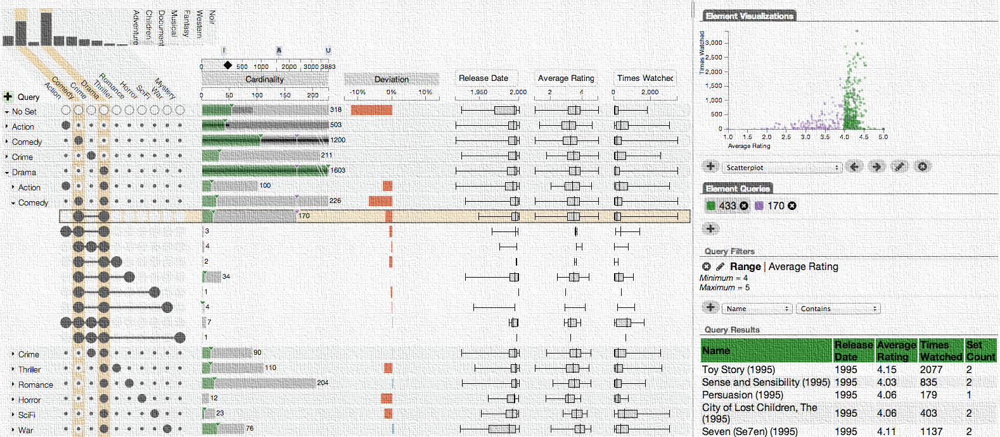 Adventure
Children
Document
Musical
Fantasy
Western
Noir
Action
Comedy
Crime
Drama
Thriller
Romance
Horror
SciFi
War
Mystery
I A U
0 500 1000 2000 3000 3883
Cardinality Deviation Release Date Average Rating Times Watched
Query 0 50 100 150 200 -10% 0% 10% 1,950 2,000 2 4 0 2,000
No Set 318
Action 503
Comedy 1200
Crime 211
Drama 1603
Action 100
Comedy 226
170
3
4
2
34
1
4
7
1
Crime 90
Thriller 110
Romance 204
Horror 12
SciFi 23
War 76
Element Visualizations
Times Watched
3,000
2,500
2,000
1,500
1,000
500
0
1.0 1.5 2.0 2.5 3.0 3.5 4.0 4.5 5.0
Average Rating
Scatterplot
Element Queries
433 170
Query Filters
Range | Average Rating
Minimum = 4
Maximum = 5
Name Contains
Query Results
Name Release Date Average Rating Times Watched Set Count
Toy Story (1995) 1995 4.15 2077 2
Sense and Sensibility (1995) 1995 4.03 835 2
Persuasion (1995) 1995 4.06 179 1
City of Lost Children, The (1995) 1995 4.06 403 2
Seven (Se7en) (1995) 1995 4.11 1137 2